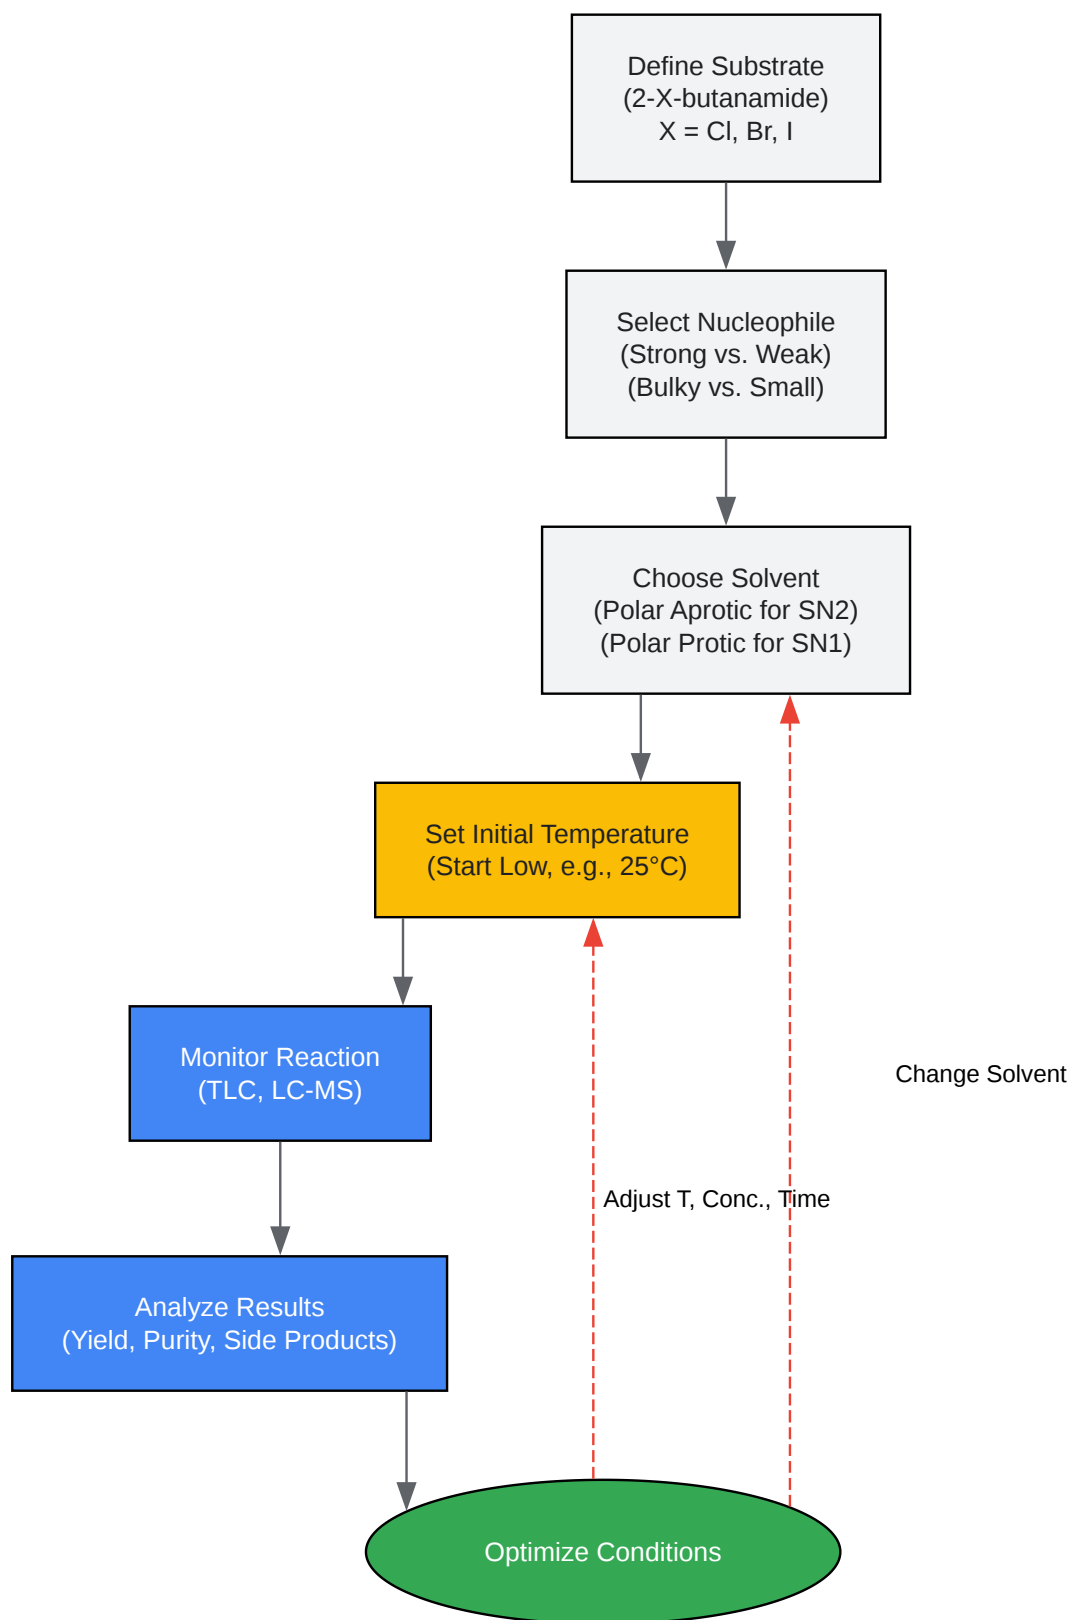 Define Substrate
(2-X-butanamide)
X = Cl, Br, I
Select Nucleophile
(Strong vs. Weak)
(Bulky vs. Small)
Choose Solvent
(Polar Aprotic for SN2)
(Polar Protic for SN1)
Set Initial Temperature
(Start Low, e.g., 25°C)
Monitor Reaction
(TLC, LC-MS)
Change Solvent
Adjust T, Conc., Time
Analyze Results
(Yield, Purity, Side Products)
Optimize Conditions